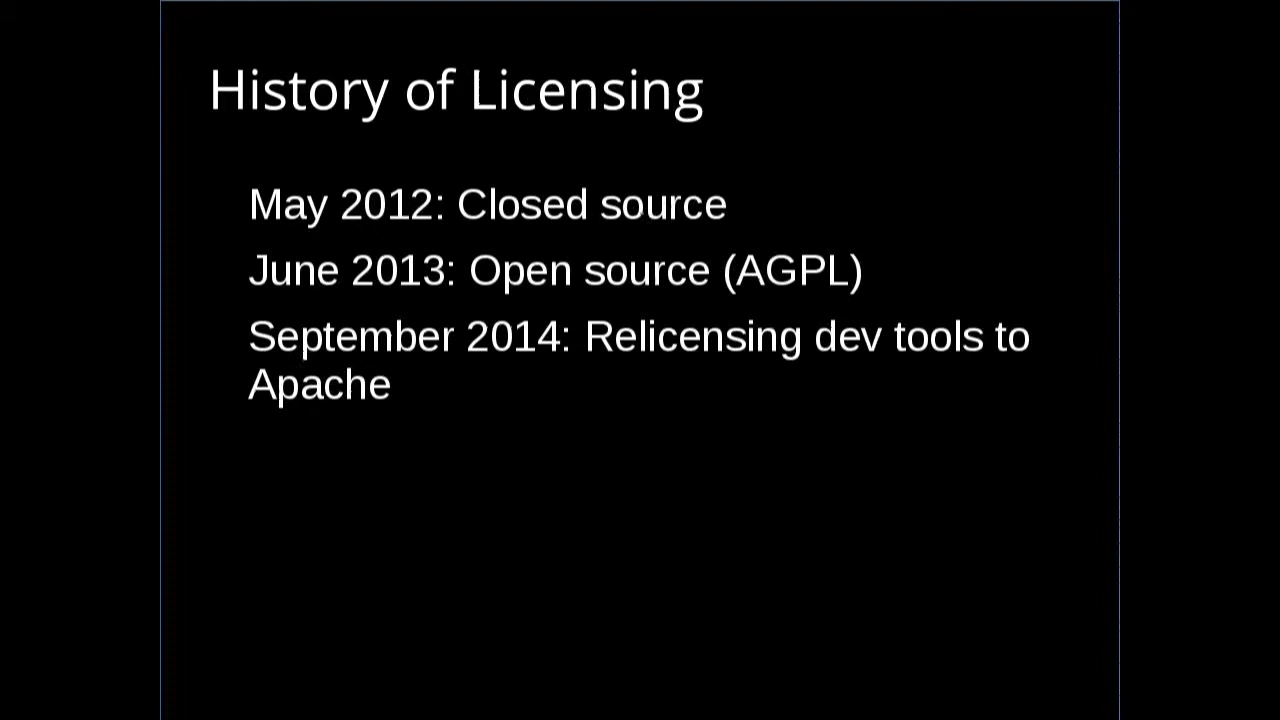 History of Licensing
May 2012: Closed source
June 2013: Open source (AGPL)
September 2014: Relicensing dev tools to
Apache